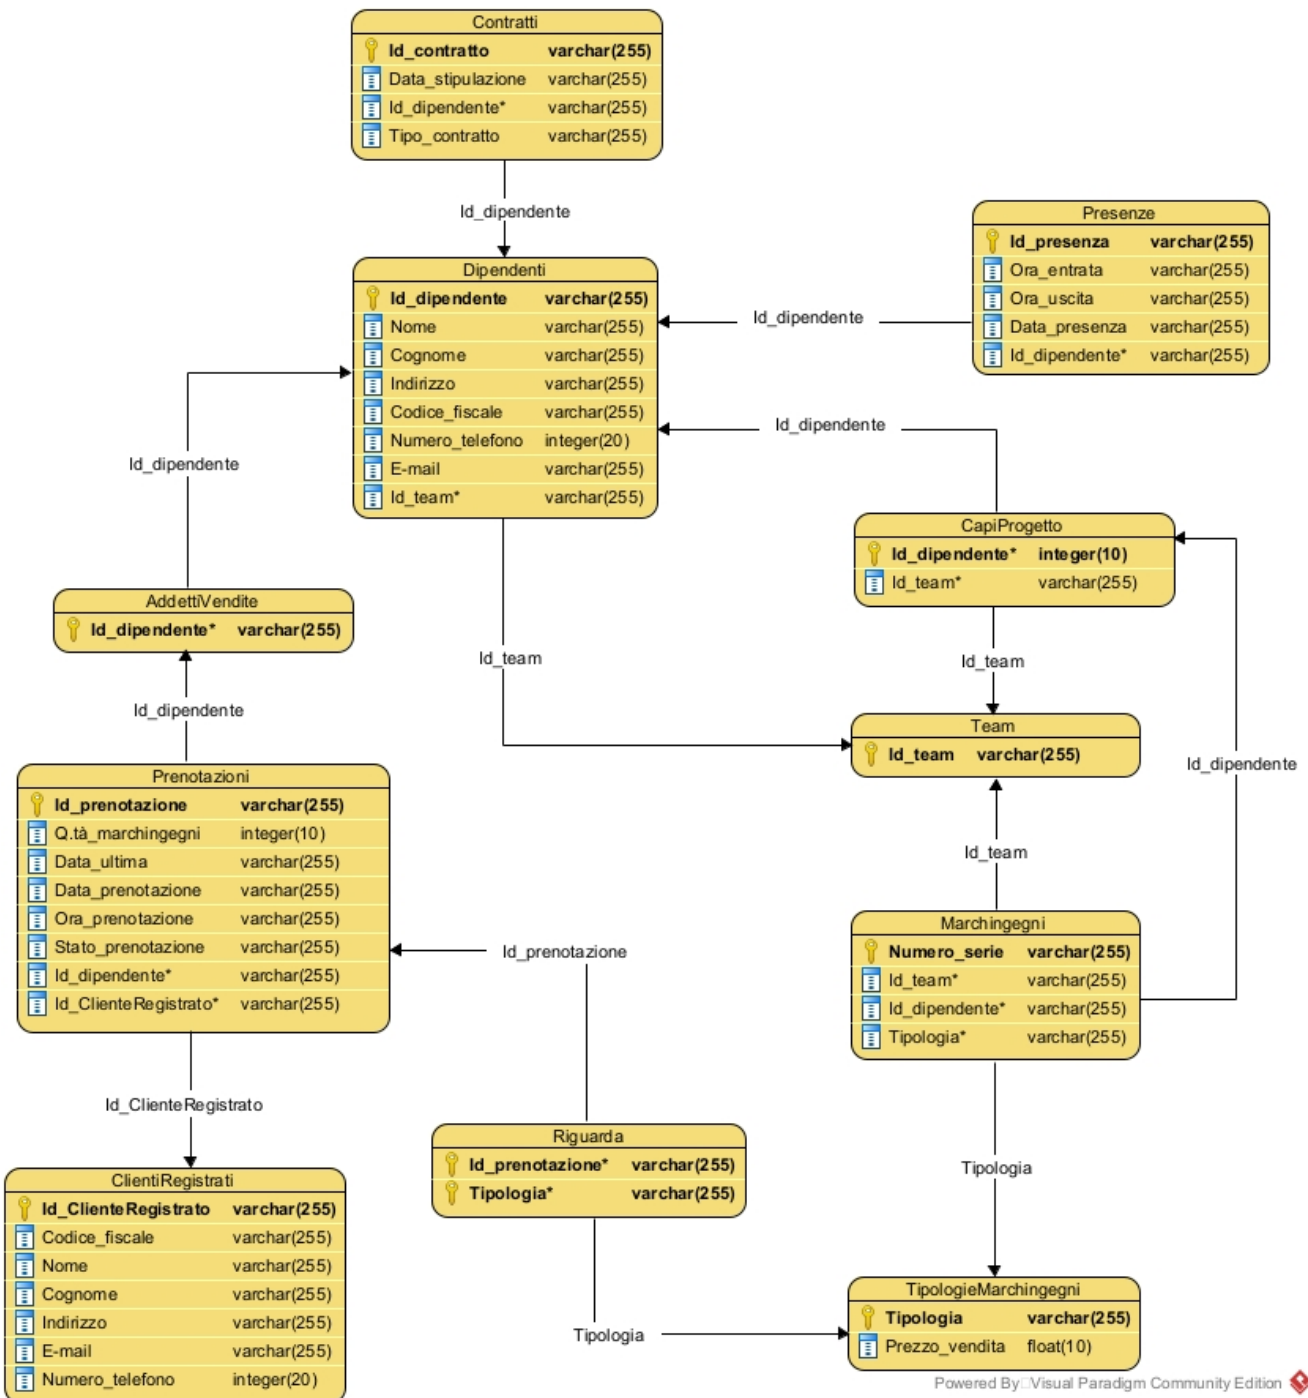 Contratti
Id_contratto varchar(255)
Data_stipulazione varchar(255)
Id_dipendente* varchar(255)
Tipo_contratto varchar(255)
Id_dipendente
Presenze
Id_presenza varchar(255)
Ora_entrata varchar(255)
Ora_uscita varchar(255)
Data_presenza varchar(255)
Id_dipendente* varchar(255)
Dipendenti
Id_dipendente varchar(255)
Nome varchar(255)
Cognome varchar(255)
Indirizzo varchar(255)
Codice_fiscale varchar(255)
Numero_telefono integer(20)
E-mail varchar(255)
Id_team* varchar(255)
Id_dipendente
Id_dipendente
Id_dipendente
CapiProgetto
Id_dipendente* integer(10)
Id_team* varchar(255)
AddettiVendite
Id_dipendente* varchar(255)
Id_team
Id_team
Id_dipendente
Team
Id_team varchar(255)
Id_dipendente
Prenotazioni
Id_prenotazione varchar(255)
Q.tà_marchingegni integer(10)
Data_ultima varchar(255)
Data_prenotazione varchar(255)
Ora_prenotazione varchar(255)
Stato_prenotazione varchar(255)
Id_dipendente* varchar(255)
Id_ClienteRegistrato* varchar(255)
Id_team
Marchingegni
Numero_serie varchar(255)
Id_team* varchar(255)
Id_dipendente* varchar(255)
Tipologia* varchar(255)
Id_prenotazione
Id_ClienteRegistrato
Riguarda
Id_prenotazione* varchar(255)
Tipologia* varchar(255)
Tipologia
ClientiRegistrati
Id_ClienteRegistrato varchar(255)
Codice_fiscale varchar(255)
Nome varchar(255)
Cognome varchar(255)
Indirizzo varchar(255)
E-mail varchar(255)
Numero_telefono integer(20)
Tipologia
TipologieMarchingegni
Tipologia varchar(255)
Prezzo_vendita float(10)
Powered By Visual Paradigm Community Edition